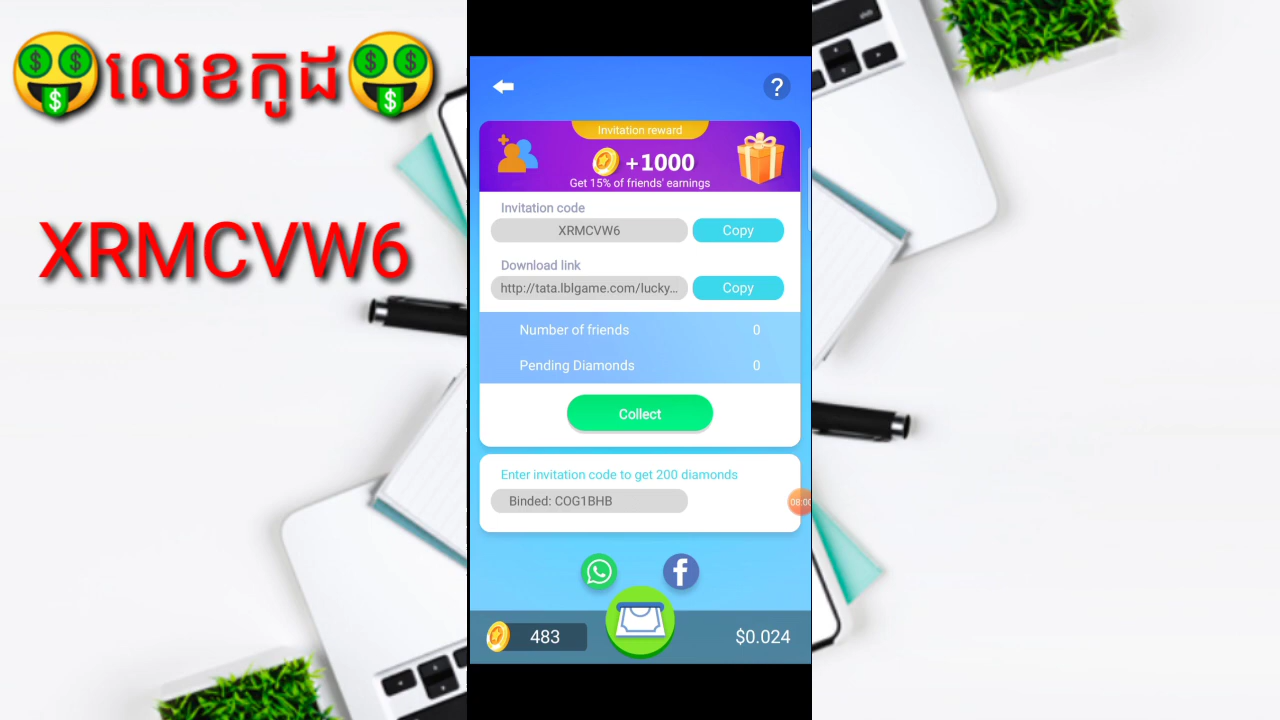 លេខកូដ
XRMCVW6
?
Invitation reward
+1000
Get 15% of friends' earnings
Invitation code
XRMCVW6 Copy
Download link
http://tata.lblgame.com/lucky... Copy
Number of friends 0
Pending Diamonds 0
Collect
Enter invitation code to get 200 diamonds
Binded: COG1BHB
08:00
483 $0.024